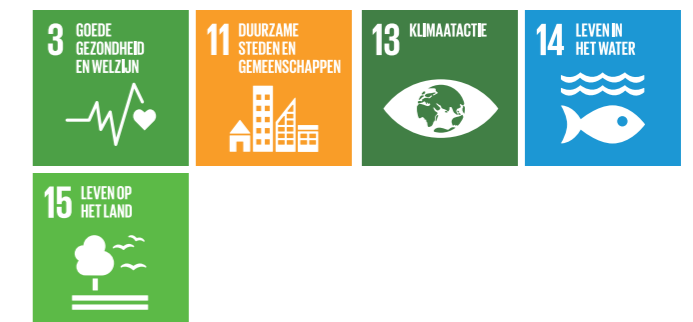 3 GOEDE
GEZONDHEID
EN WELZIJN
11 DUURZAME
STEDEN EN
GEMEENSCHAPPEN
13 KLIMAATACTIE
14 LEVEN IN
HET WATER
15 LEVEN OP
HET LAND